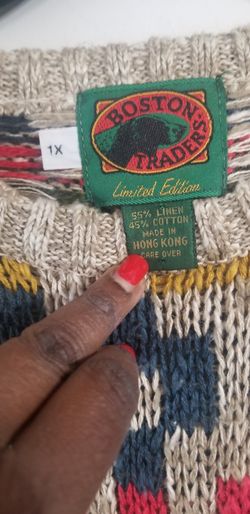 BOSTON
TRADERS
Limited Edition
1X
55% LINEN
45% COTTON
MADE IN
HONG KONG
CARE OVER